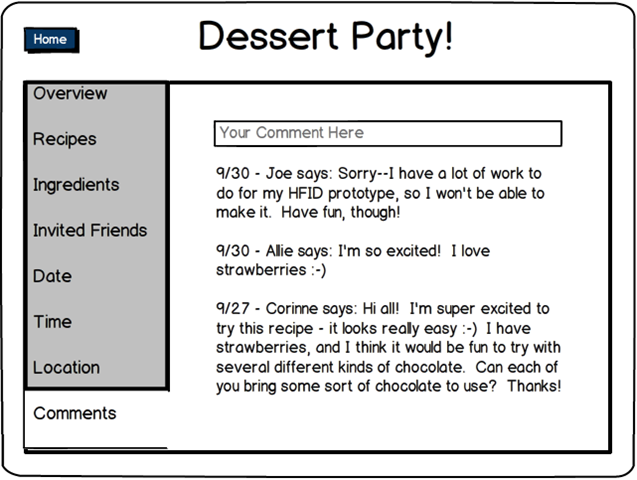 Home
Dessert Party!
Overview
Recipes
Ingredients
Invited Friends
Date
Time
Location
Comments
Your Comment Here
9/30 - Joe says: Sorry--I have a lot of work to
do for my HFID prototype, so I won't be able to
make it. Have fun, though!
9/30 - Allie says: I'm so excited! I love
strawberries :-)
9/27 - Corinne says: Hi all! I'm super excited to
try this recipe - it looks really easy :-) I have
strawberries, and I think it would be fun to try with
several different kinds of chocolate. Can each of
you bring some sort of chocolate to use? Thanks!